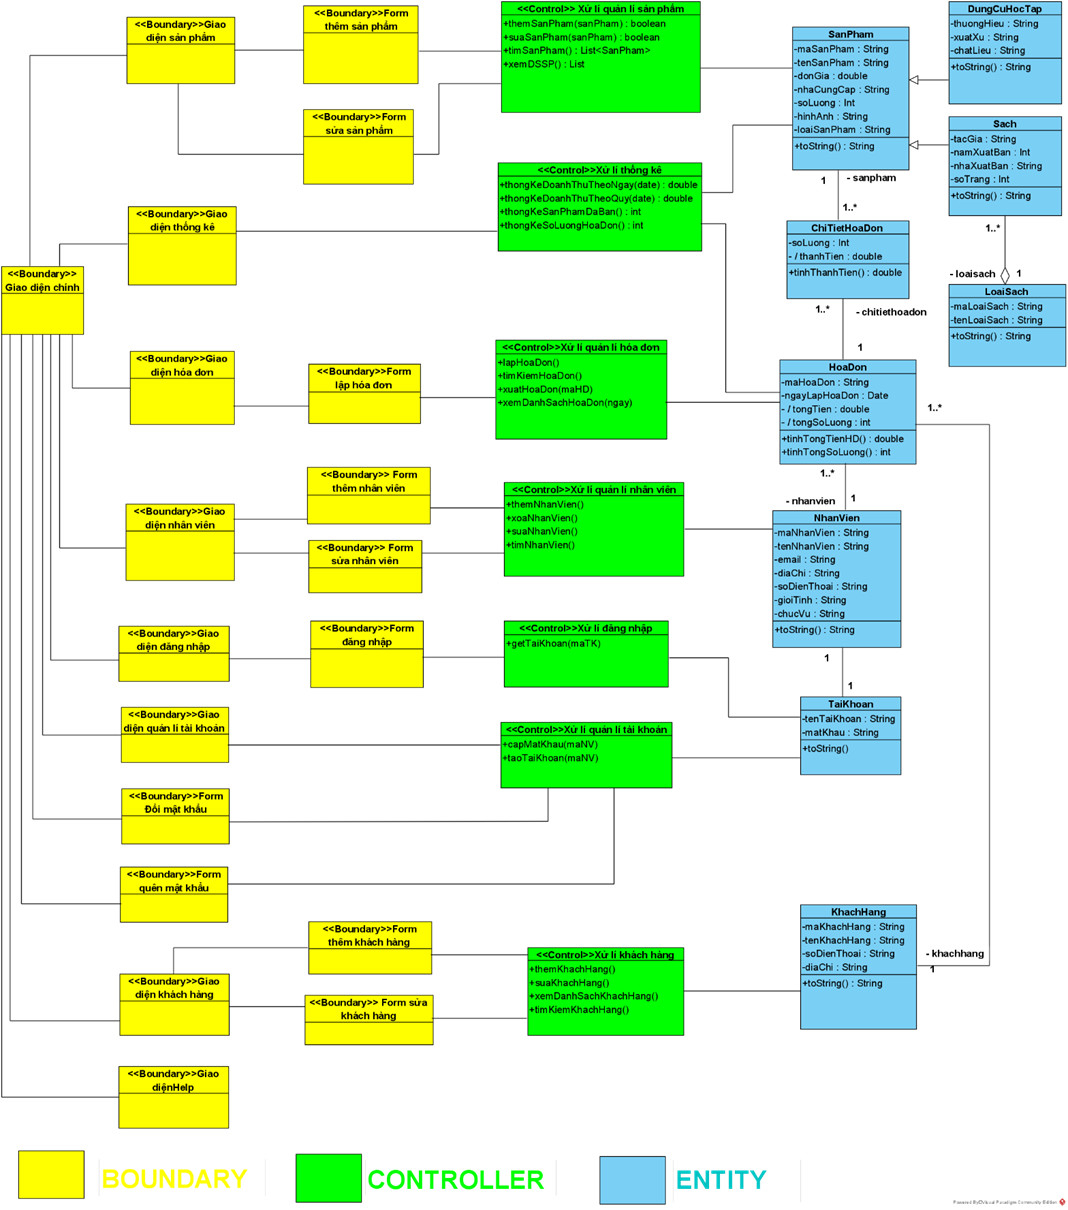 <<Boundary>>Giao
diện sản phẩm
<<Boundary>>Form
thêm sản phẩm
<<Boundary>>Form
sửa sản phẩm
<<Control>> Xử lí quản lí sản phẩm
+themSanPham(sanPham) : boolean
+suaSanPham(sanPham) : boolean
+timSanPham() : List<SanPham>
+xemDSSP() : List
SanPham
-maSanPham : String
-tenSanPham : String
-donGia : double
-nhaCungCap : String
-soLuong : Int
-hinhAnh : String
-loaiSanPham : String
+toString() : String
DungCuHocTap
-thuongHieu : String
-xuatXu : String
-chatLieu : String
+toString() : String
Sach
-tacGia : String
-namXuatBan : Int
-nhaXuatBan : String
-soTrang : Int
+toString() : String
<<Control>>Xử lí thống kê
+thongKeDoanhThuTheoNgay(date) : double
+thongKeDoanhThuTheoQuy(date) : double
+thongKeSanPhamDaBan() : int
+thongKeSoLuongHoaDon() : int
1
- sanpham
1..*
<<Boundary>>Giao
diện thống kê
ChiTietHoaDon
-soLuong : Int
- / thanhTien : double
+tinhThanhTien() : double
1..*
- loaisach
1
LoaiSach
-maLoaiSach : String
-tenLoaiSach : String
+toString() : String
<<Boundary>>
Giao diện chính
1..*
- chitiethoadon
1
<<Boundary>>Giao
diện hóa đơn
<<Boundary>>Form
lập hóa đơn
<<Control>>Xử lí quản lí hóa đơn
+lapHoaDon()
+timKiemHoaDon()
+xuatHoaDon(maHD)
+xemDanhSachHoaDon(ngay)
HoaDon
-maHoaDon : String
-ngayLapHoaDon : Date
- / tongTien : double
- / tongSoLuong : int
+tinhTongTienHD() : double
+tinhTongSoLuong() : int
1..*
1..*
- nhanvien
1
<<Boundary>>Giao
diện nhân viên
<<Boundary>> Form
thêm nhân viên
<<Boundary>> Form
sửa nhân viên
<<Control>>Xử lí quản lí nhân viên
+themNhanVien()
+xoaNhanVien()
+suaNhanVien()
+timNhanVien()
NhanVien
-maNhanVien : String
-tenNhanVien : String
-email : String
-diaChi : String
-soDienThoai : String
-gioiTinh : String
-chucVu : String
+toString() : String
1
1
<<Boundary>>Giao
diện đăng nhập
<<Boundary>>Form
đăng nhập
<<Control>>Xử lí đăng nhập
+getTaiKhoan(maTK)
TaiKhoan
-tenTaiKhoan : String
-matKhau : String
+toString()
<<Boundary>>Giao
diện quản lí tài khoản
<<Control>>Xử lí quản lí tài khoản
+capMatKhau(maNV)
+taoTaiKhoan(maNV)
<<Boundary>>Form
Đổi mật khẩu
<<Boundary>>Form
quên mật khẩu
<<Boundary>>Form
thêm khách hàng
<<Boundary>>Giao
diện khách hàng
<<Boundary>> Form sửa
khách hàng
<<Control>>Xử lí khách hàng
+themKhachHang()
+suaKhachHang()
+xemDanhSachKhachHang()
+timKiemKhachHang()
KhachHang
-maKhachHang : String
-tenKhachHang : String
-soDienThoai : String
-diaChi : String
+toString() : String
- khachhang
1
<<Boundary>>Giao
diệnHelp
BOUNDARY
CONTROLLER
ENTITY
Powered By Visual Paradigm Community Edition